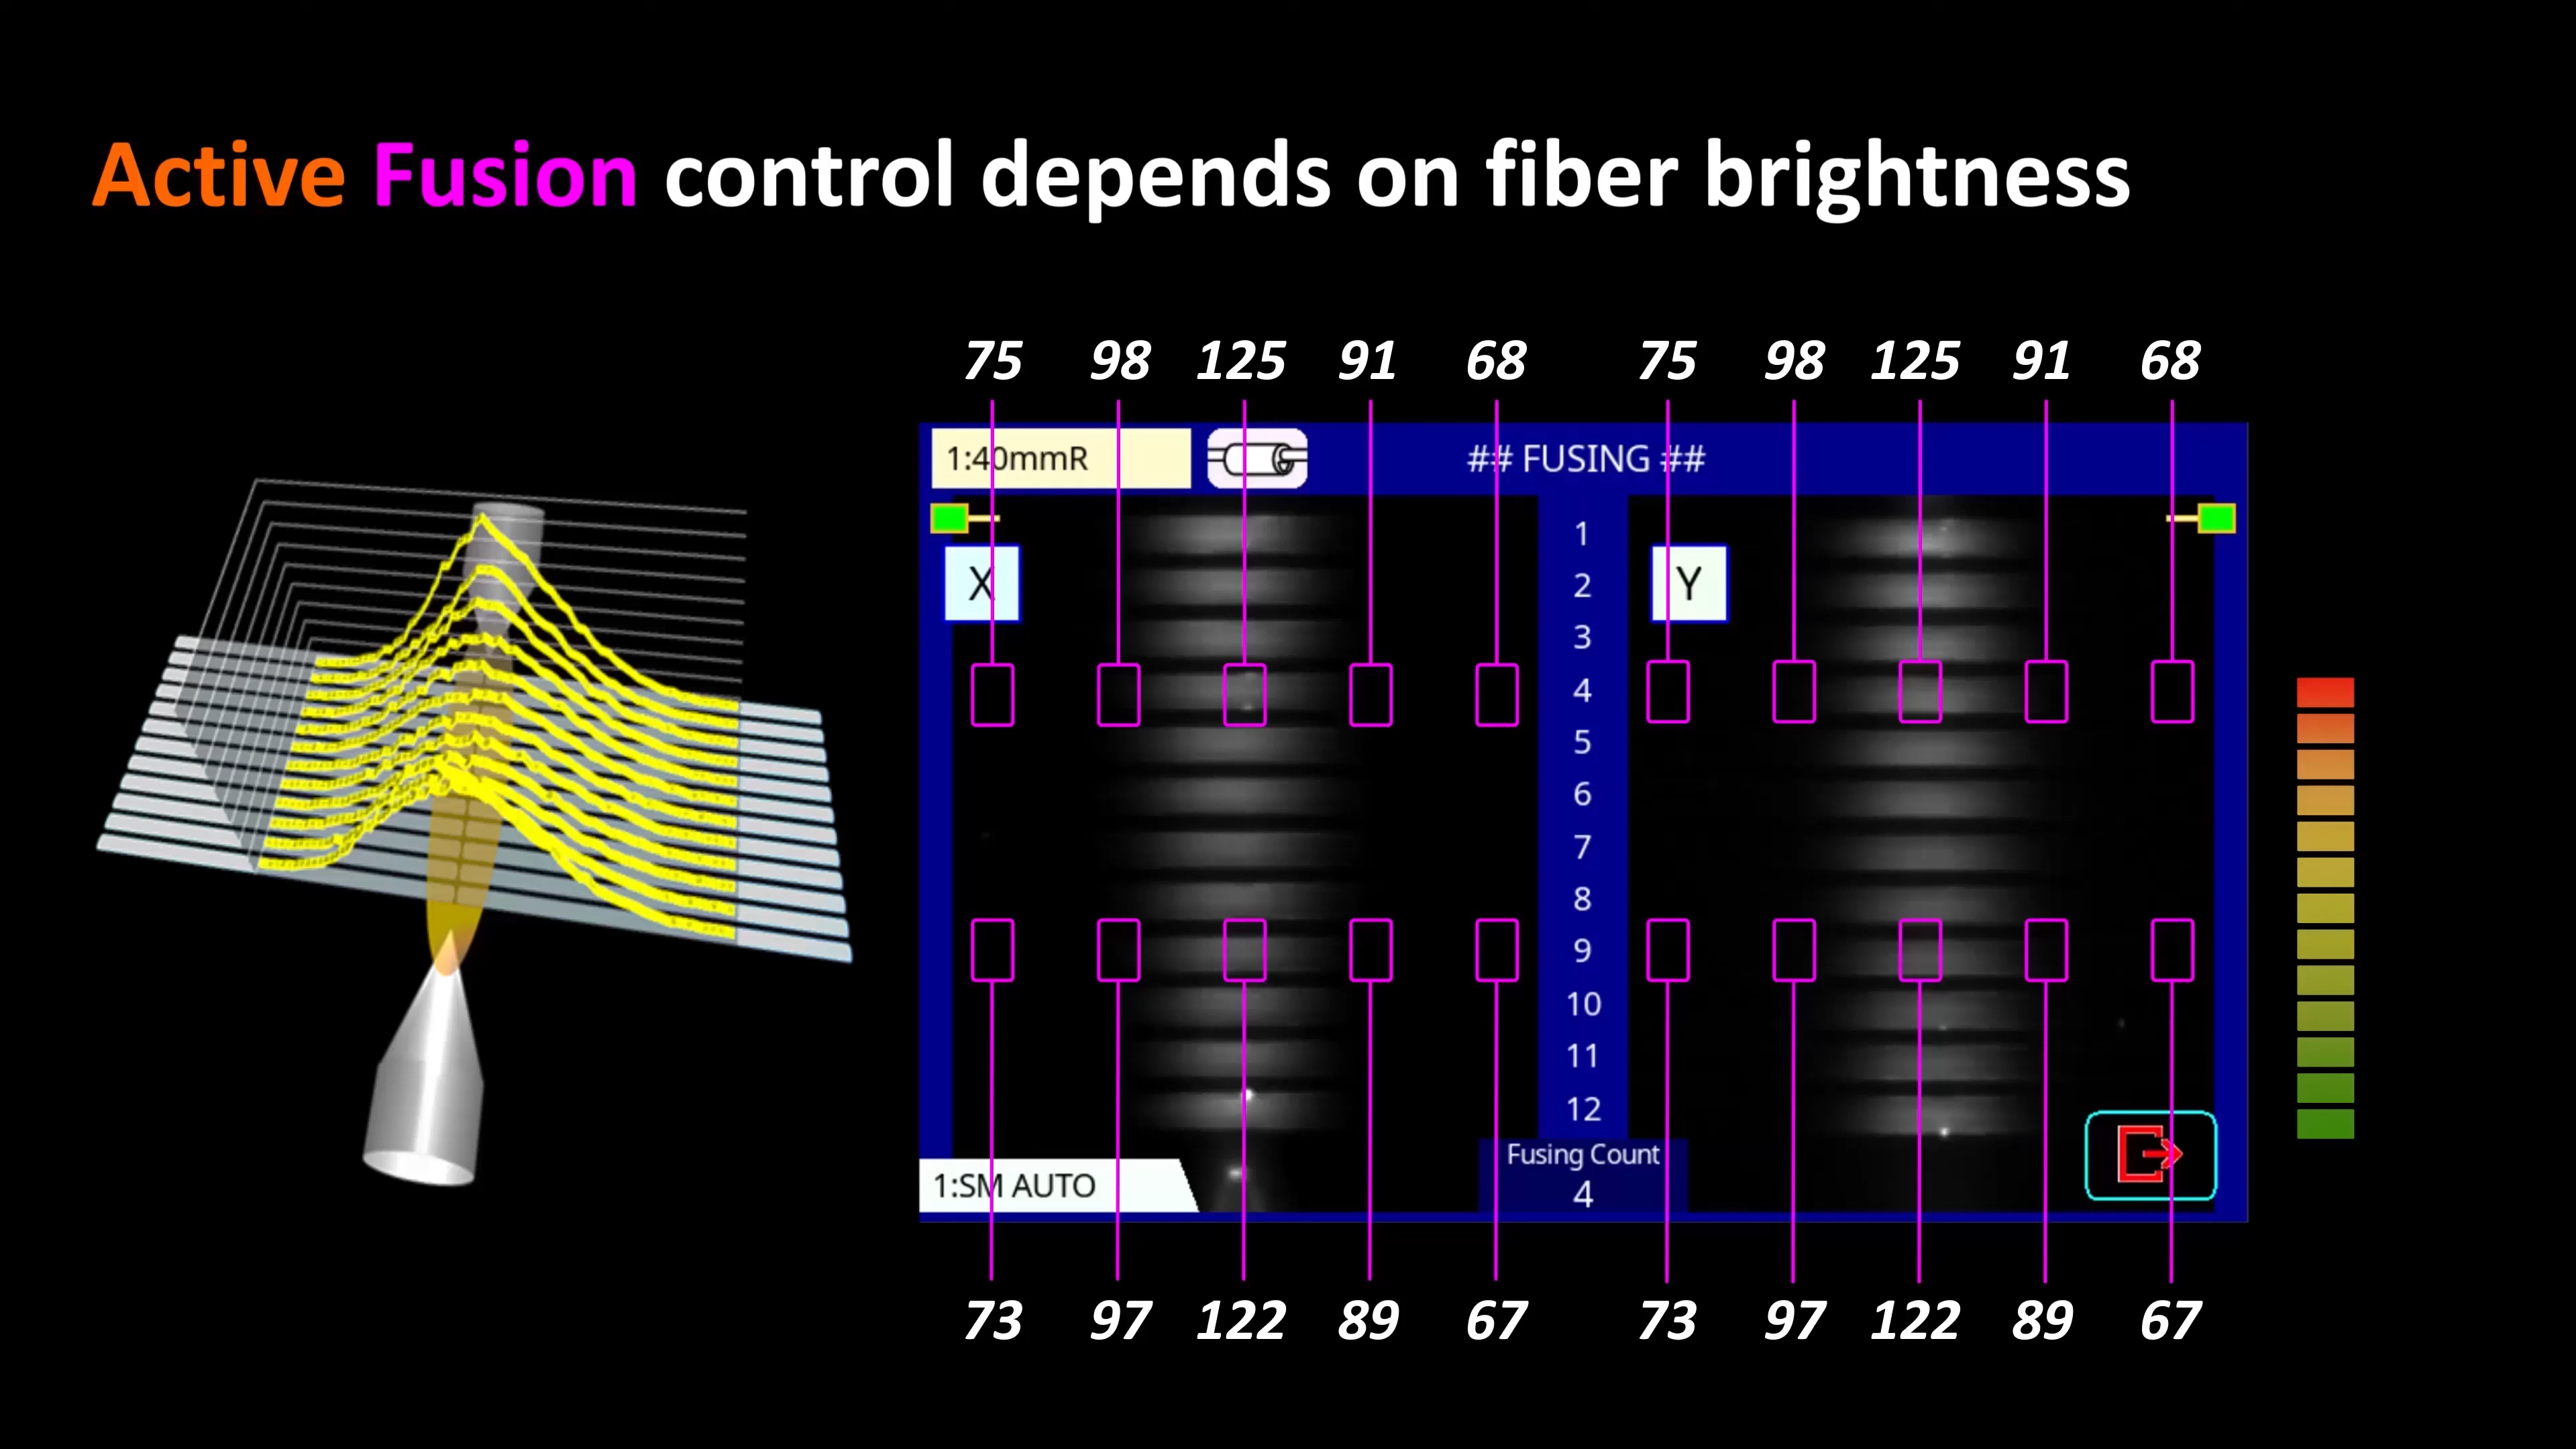 Active Fusion control depends on fiber brightness
75 98 125 91 68 75 98 125 91 68
1:40mmR
## FUSING ##
X
Y
1
2
3
4
5
6
7
8
9
10
11
12
Fusing Count
4
1:SM AUTO
73 97 122 89 67 73 97 122 89 67